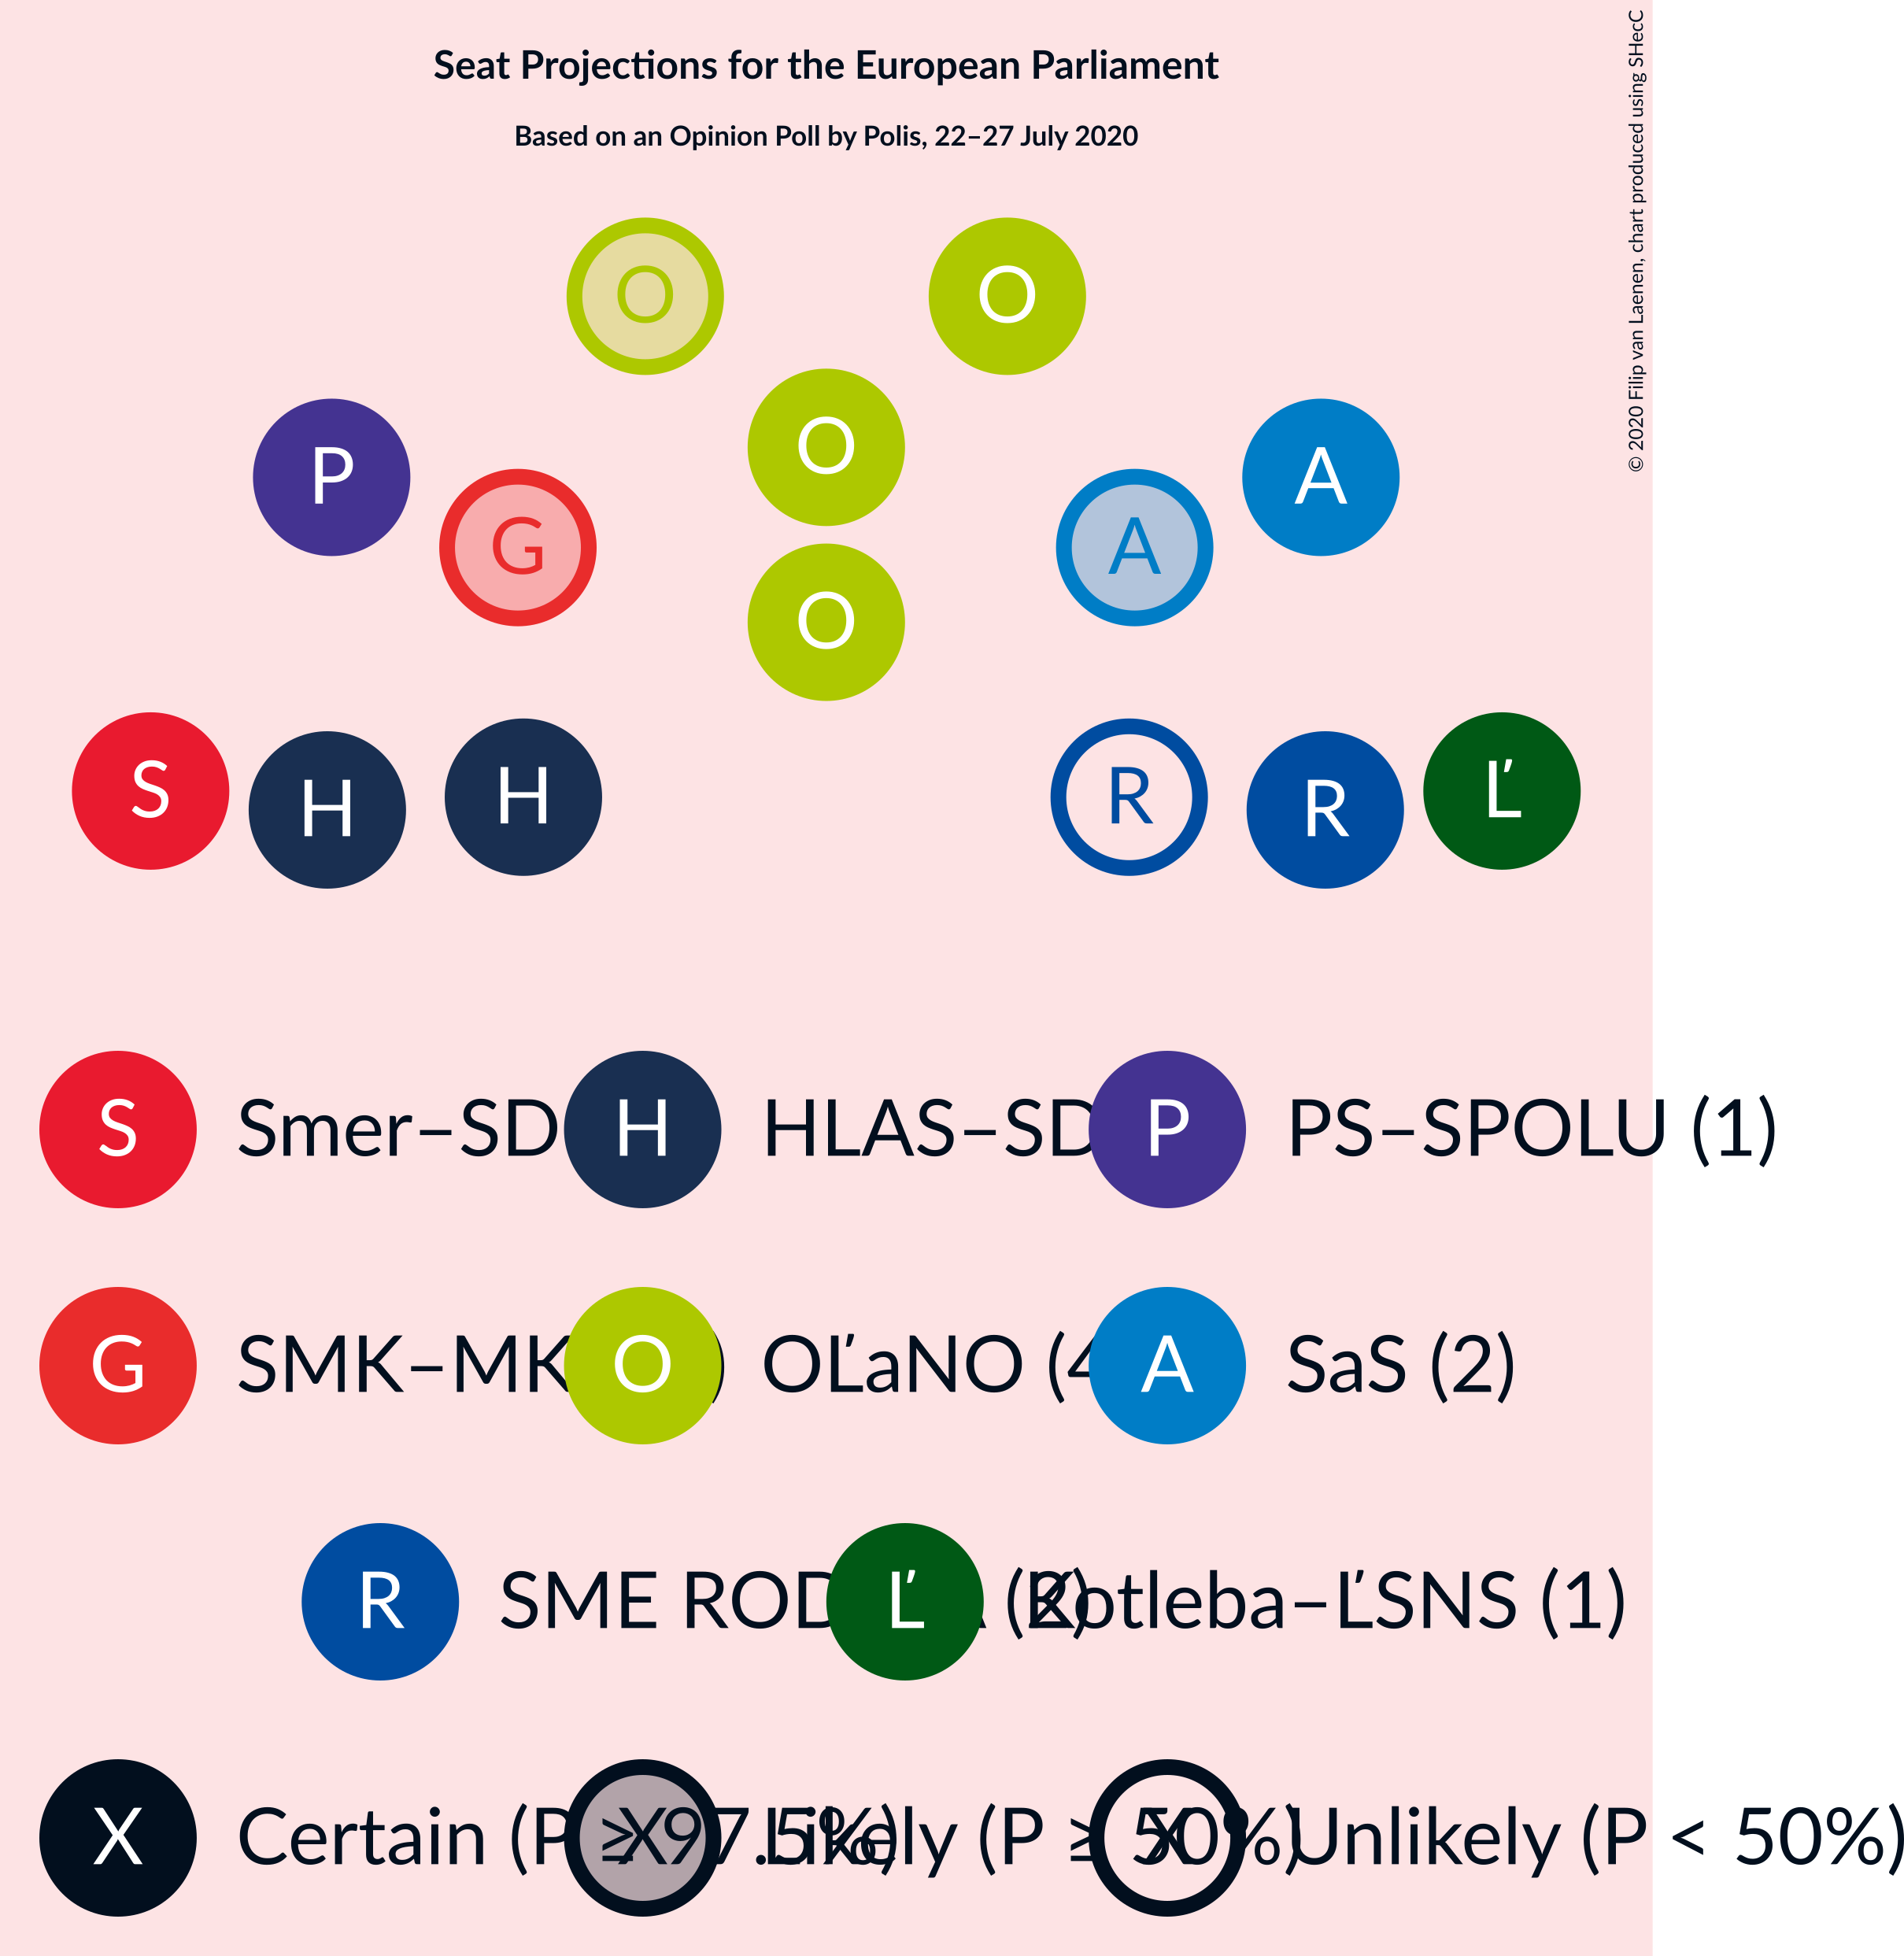 Seat Projections for the European Parliament
Based on an Opinion Poll by Polis, 22–27 July 2020
© 2020 Filip van Laenen, chart produced using SHecC
O O
O
P A
G A
O
S H H R R Ľ
S Smer–SD H HLAS–SD P PS–SPOLU (1)
G SMK–MK O OĽaNO (4 A SaS (2)
R SME ROD Ľ Kotleba–ĽSNS (1)
X Certain (P ≥ 97.5%) X Likely (P ≥ 50%) X Unlikely (P < 50%)